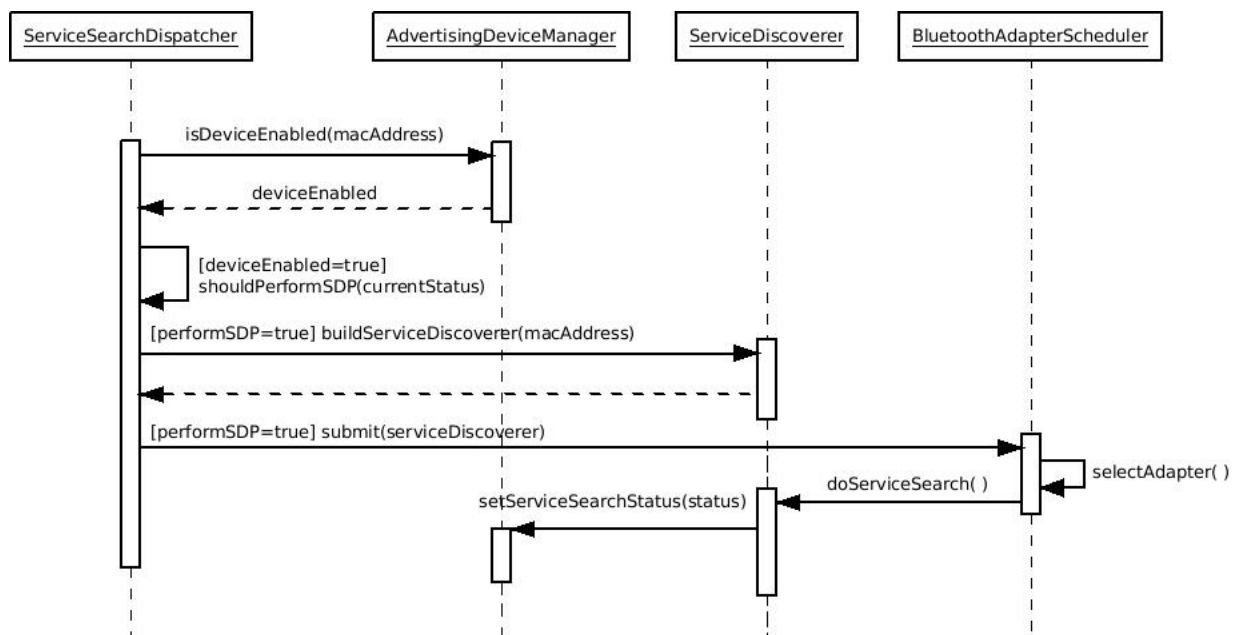 ServiceSearchDispatcher
AdvertisingDeviceManager
ServiceDiscoverer
BluetoothAdapterScheduler
isDeviceEnabled(macAddress)
deviceEnabled
[deviceEnabled=true]
shouldPerformSDP(currentStatus)
[performSDP=true] buildServiceDiscoverer(macAddress)
[performSDP=true] submit(serviceDiscoverer)
selectAdapter( )
doServiceSearch( )
setServiceSearchStatus(status)